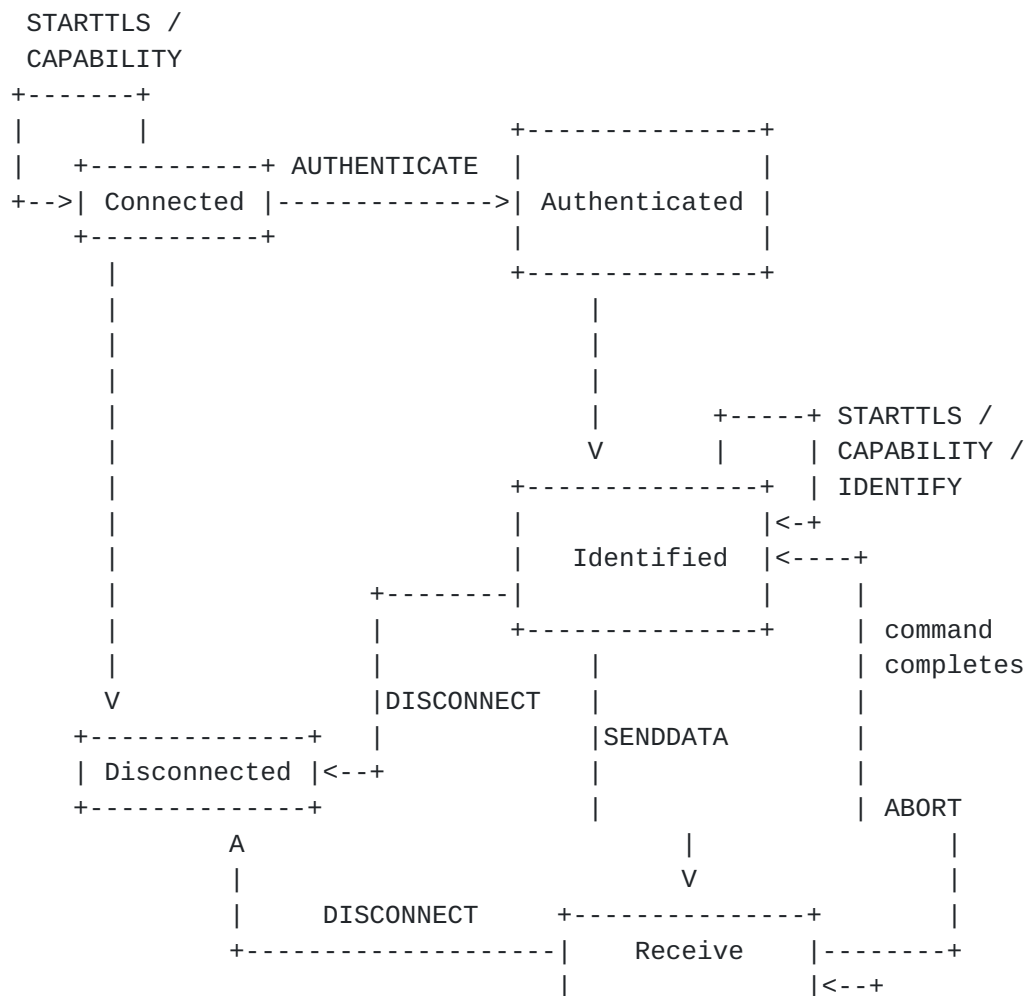 STARTTLS /
CAPABILITY
AUTHENTICATE
Connected
Authenticated
STARTTLS /
V CAPABILITY /
IDENTIFY
Identified
command
completes
V DISCONNECT
SENDDATA
Disconnected
ABORT
A
V
DISCONNECT
Receive